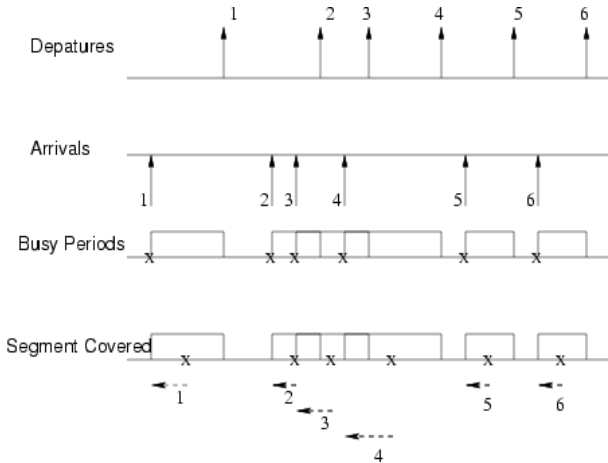 1 2 3 4 5 6
Depatures
Arrivals
1 2 3 4 5 6
Busy Periods
x x x x x x
Segment Covered
x x x x x x
1 2 3 4 5 6